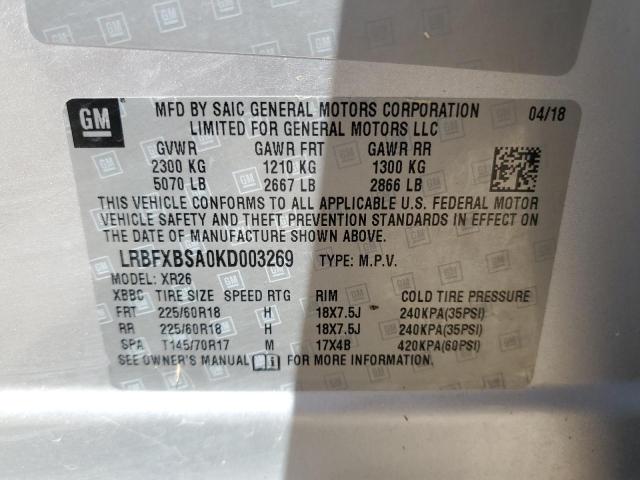 GM
MFD BY SAIC GENERAL MOTORS CORPORATION 04/18
LIMITED FOR GENERAL MOTORS LLC
GVWR GAWR FRT GAWR RR
2300 KG 1210 KG 1300 KG
5070 LB 2667 LB 2866 LB
THIS VEHICLE CONFORMS TO ALL APPLICABLE U.S. FEDERAL MOTOR
VEHICLE SAFETY AND THEFT PREVENTION STANDARDS IN EFFECT ON
THE DATE OF MANUFACTURE SHOWN ABOVE.
LRBFXBSA0KD003269 TYPE: M.P.V.
MODEL: XR26
XBBC TIRE SIZE SPEED RTG RIM COLD TIRE PRESSURE
FRT 225/60R18 H 18X7.5J 240KPA(35PSI)
RR 225/60R18 H 18X7.5J 240KPA(35PSI)
SPA T145/70R17 M 17X4B 420KPA(60PSI)
SEE OWNER'S MANUAL FOR MORE INFORMATION.